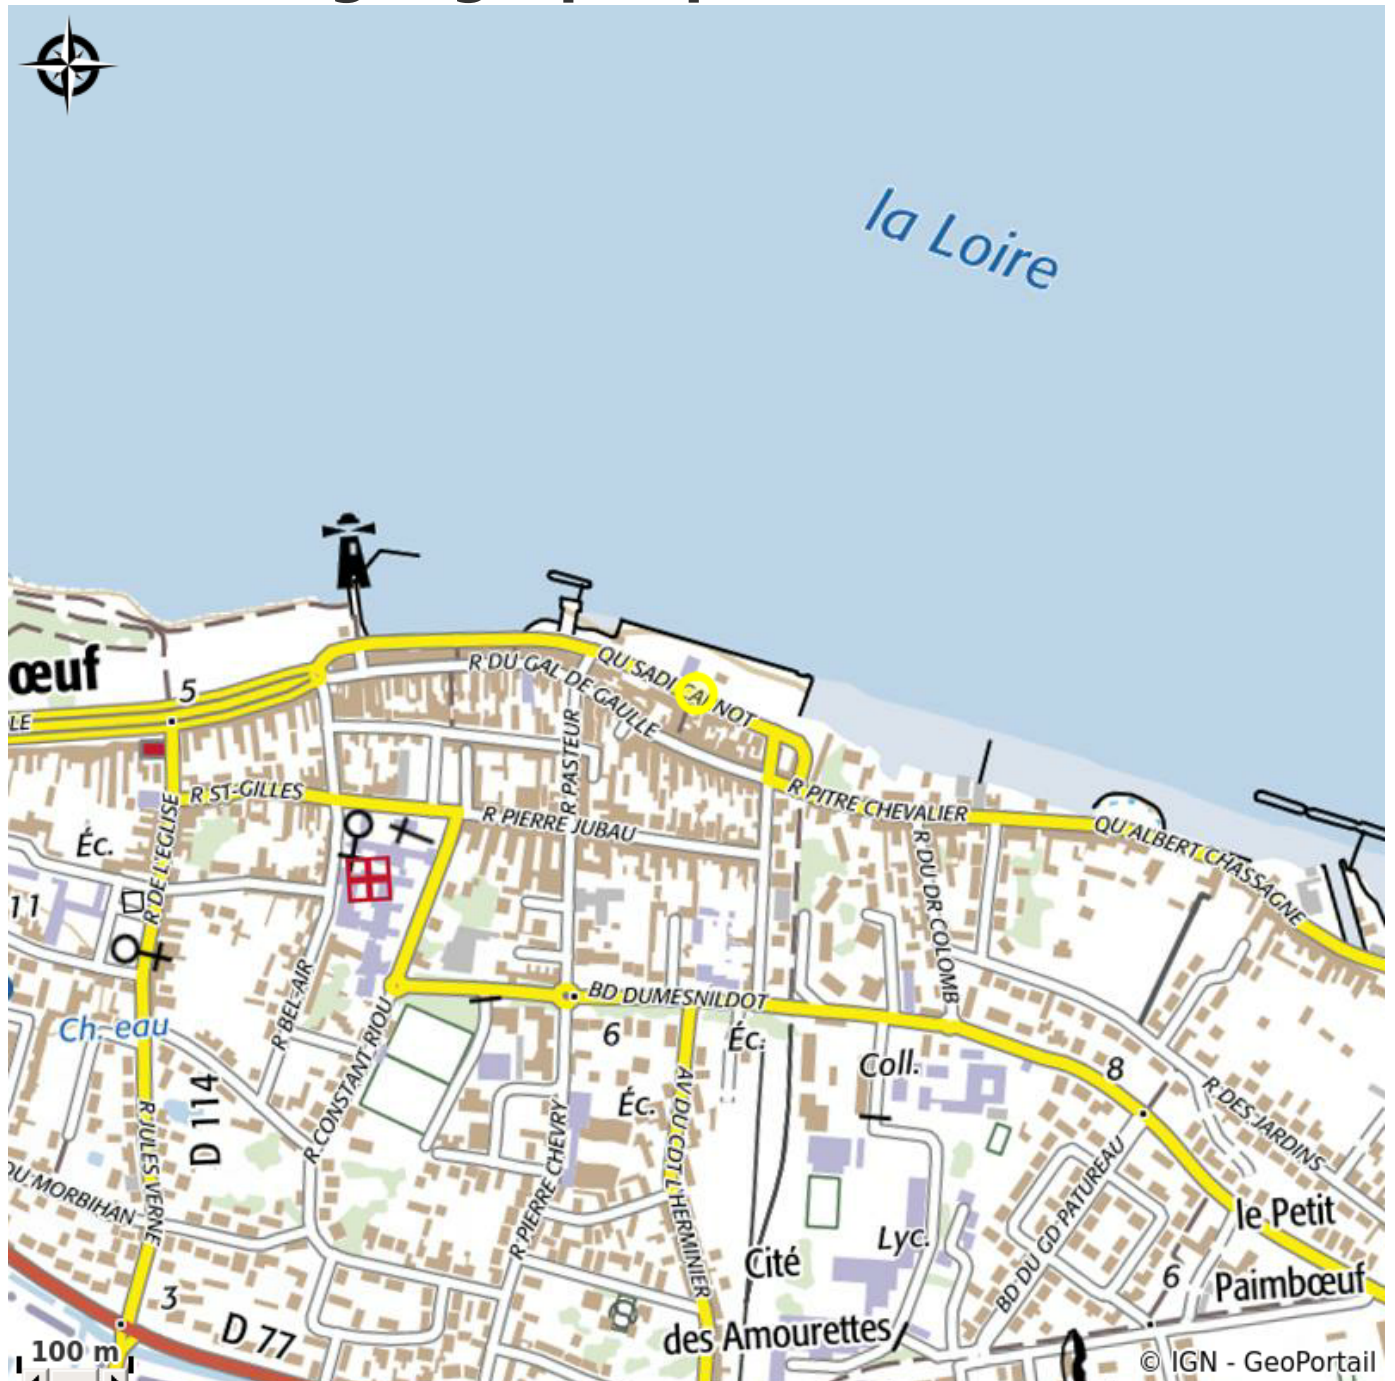 la Loire
œuf
5
LE
R DU GAL DE GAULLE
QU SADI CARNOT
R PASTEUR
R ST-GILLES
R PIERRE JUBAU
R PITRE CHEVALIER
QU ALBERT CHASSAGNE
Éc.
R DE L'EGLISE
11
R DU DR COLOMB
R BEL-AIR
BD DUMESNILDOT
Ch. eau
6
Éc.
Coll.
8
R CONSTANT RIOU
D 114
Éc.
AV DU CDT L'HERMINIER
R DES JARDINS
R JULES VERNE
R PIERRE CHEVRY
BD DU GD PATUREAU
DU MORBIHAN
le Petit
Paimbœuf
Lyc.
Cité
des Amourettes
6
3
D 77
100 m
© IGN - GeoPortail